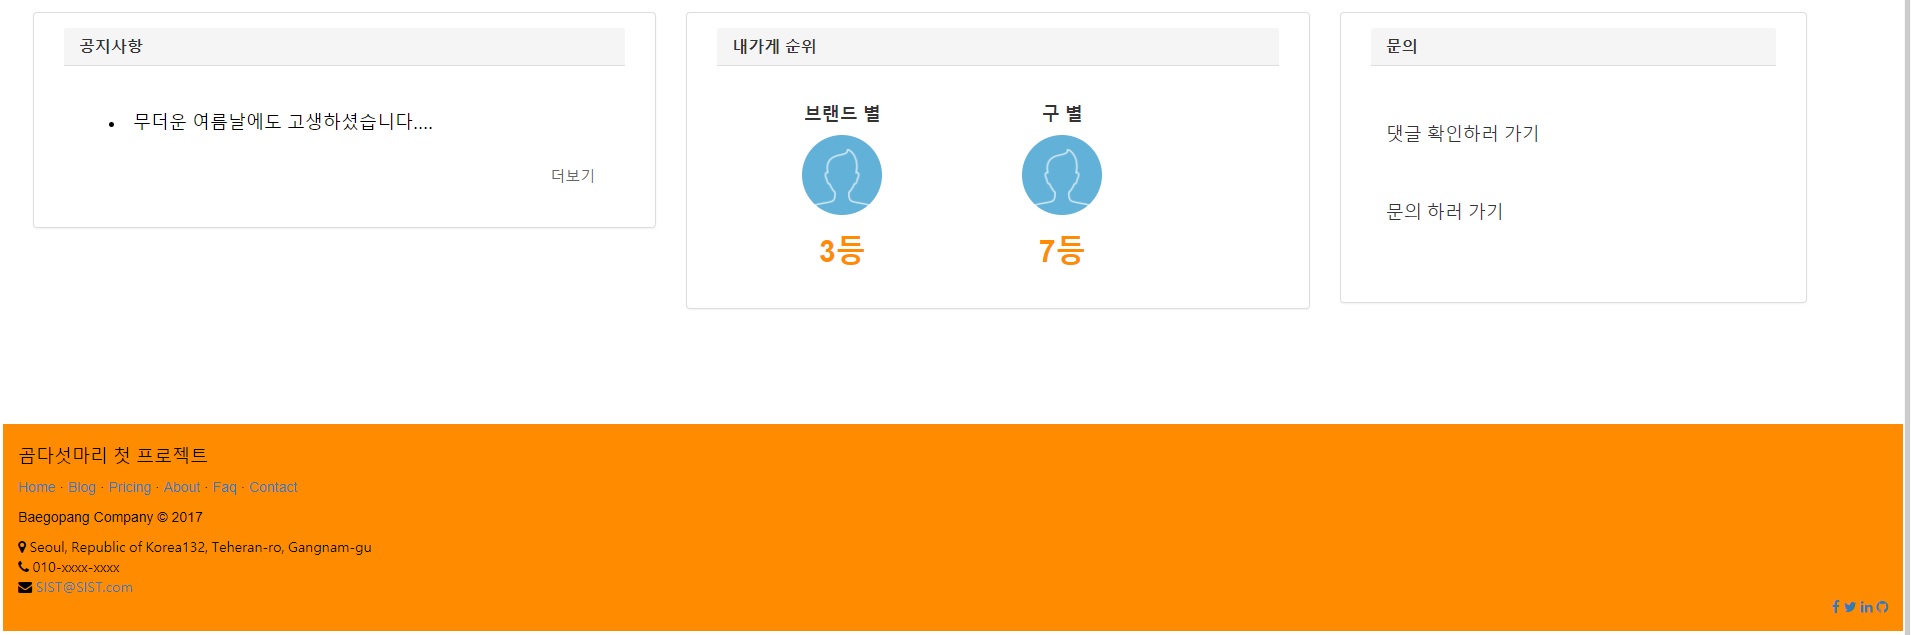 공지사항
무더운 여름날에도 고생하셨습니다....
더보기
내가게 순위
브랜드 별
구 별
3등
7등
문의
댓글 확인하러 가기
문의 하러 가기
곰다섯마리 첫 프로젝트
Home · Blog · Pricing · About · Faq · Contact
Baegopang Company © 2017
Seoul, Republic of Korea132, Teheran-ro, Gangnam-gu
010-xxxx-xxxx
SIST@SIST.com